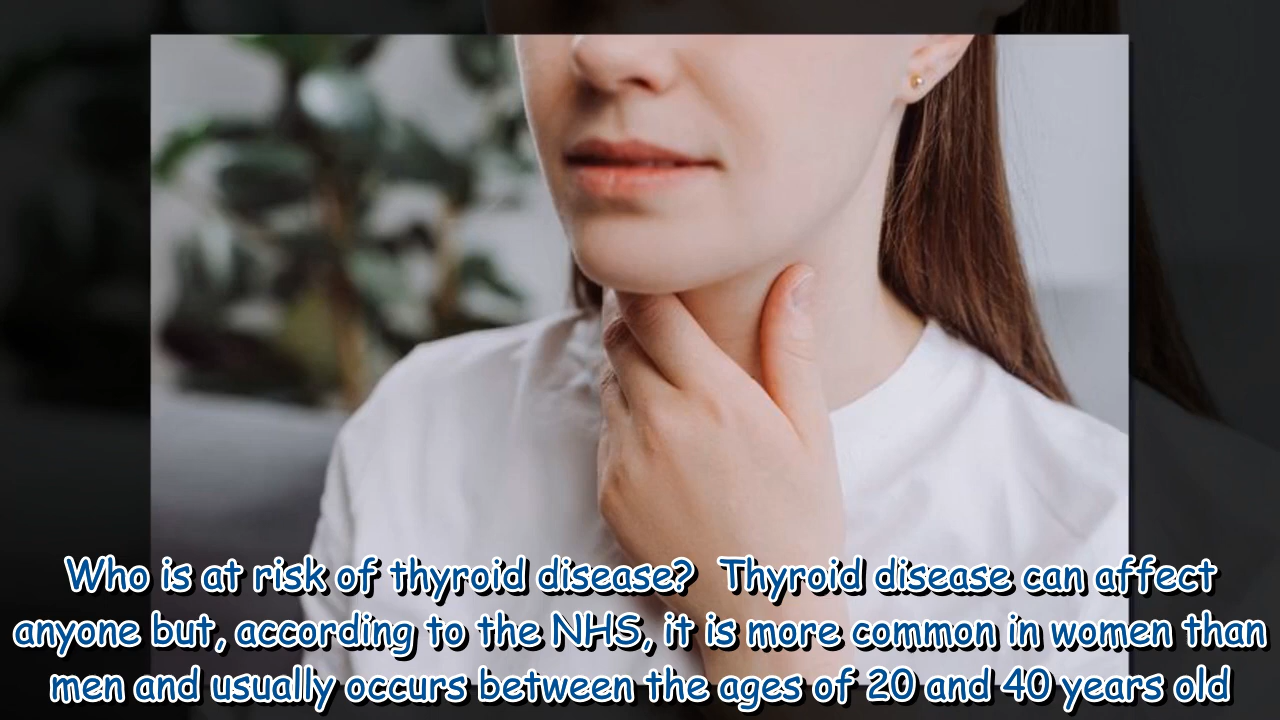 Who is at risk of thyroid disease?  Thyroid disease can affect
anyone but, according to the NHS, it is more common in women than
men and usually occurs between the ages of 20 and 40 years old